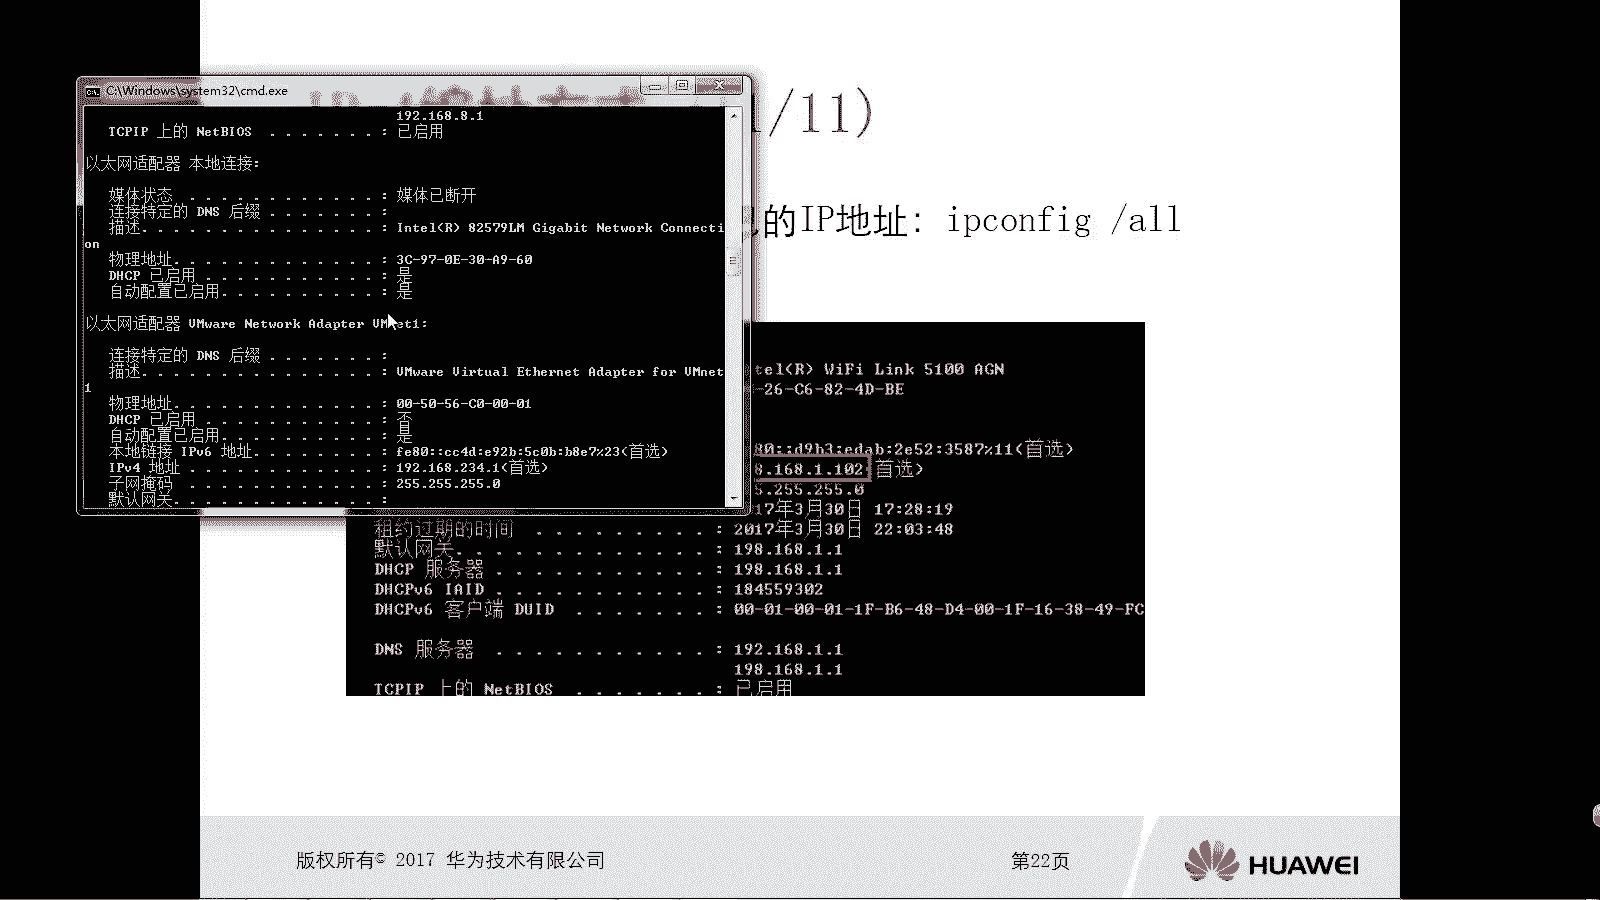 C:\Windows\system32\cmd.exe
192.168.8.1
TCPIP 上的 NetBIOS . . . . . . . : 已启用
以太网适配器 本地连接:
媒体状态 . . . . . . . . . . . . : 媒体已断开
连接特定的 DNS 后缀 . . . . . . . :
描述. . . . . . . . . . . . . . . : Intel(R) 82579LM Gigabit Network Connecti
on
物理地址. . . . . . . . . . . . . : 3C-97-0E-30-A9-60
DHCP 已启用 . . . . . . . . . . . : 是
自动配置已启用. . . . . . . . . . : 是
以太网适配器 VMware Network Adapter VMnet1:
连接特定的 DNS 后缀 . . . . . . . :
描述. . . . . . . . . . . . . . . : VMware Virtual Ethernet Adapter for VMnet
1
物理地址. . . . . . . . . . . . . : 00-50-56-C0-00-01
DHCP 已启用 . . . . . . . . . . . : 否
自动配置已启用. . . . . . . . . . : 是
本地链接 IPv6 地址. . . . . . . . : fe80::cc4d:e92b:5c0b:b8e7%23(首选)
IPv4 地址 . . . . . . . . . . . . : 192.168.234.1(首选)
子网掩码 . . . . . . . . . . . . : 255.255.255.0
默认网关. . . . . . . . . . . . . :
/11)
的IP地址: ipconfig /all
tel(R) WiFi Link 5100 AGN
-26-C6-82-4D-BE
80::d9b3:edab:2e52:3587%11(首选)
8.168.1.102(首选)
5.255.255.0
17年3月30日 17:28:19
租约过期的时间 . . . . . . . . . : 2017年3月30日 22:03:48
默认网关. . . . . . . . . . . . . : 198.168.1.1
DHCP 服务器 . . . . . . . . . . . : 198.168.1.1
DHCPv6 IAID . . . . . . . . . . . : 184559302
DHCPv6 客户端 DUID . . . . . . . : 00-01-00-01-1F-B6-48-D4-00-1F-16-38-49-FC
DNS 服务器 . . . . . . . . . . . : 192.168.1.1
198.168.1.1
TCPIP 上的 NetBIOS . . . . . . . : 已启用
版权所有© 2017 华为技术有限公司
第22页
HUAWEI